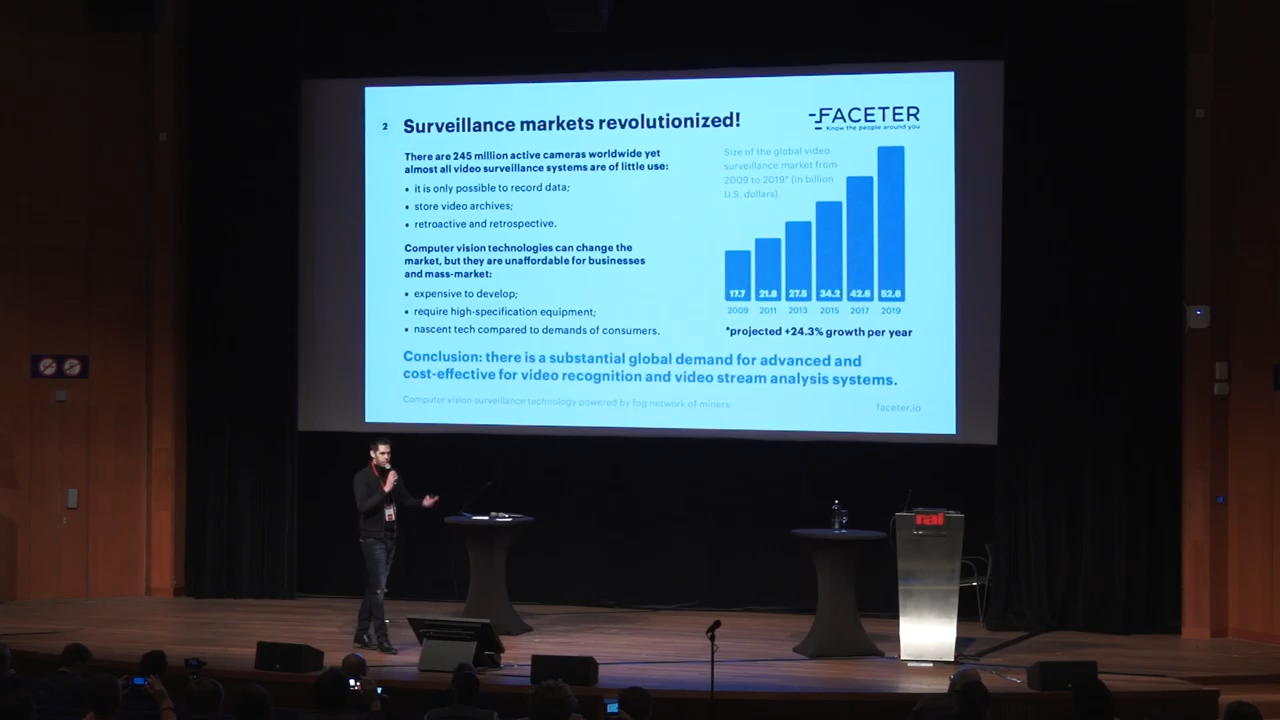 2
Surveillance markets revolutionized!
FACETER
Know the people around you
There are 245 million active cameras worldwide yet
almost all video surveillance systems are of little use:
• it is only possible to record data;
• store video archives;
• retroactive and retrospective.
Computer vision technologies can change the
market, but they are unaffordable for businesses
and mass-market:
• expensive to develop;
• require high-specification equipment;
• nascent tech compared to demands of consumers.
Size of the global video
surveillance market from
2009 to 2019* (in billion
U.S. dollars)
17.7 21.8 27.5 34.2 42.6 52.6
2009 2011 2013 2015 2017 2019
*projected +24.3% growth per year
Conclusion: there is a substantial global demand for advanced and
cost-effective for video recognition and video stream analysis systems.
Computer vision surveillance technology powered by fog network of miners
faceter.io
rai